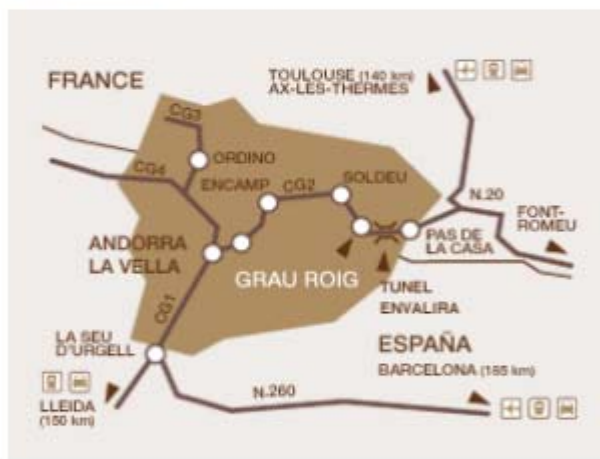 FRANCE
TOULOUSE (140 km)
AX-LES-THERMES
CG3
ORDINO
CG4
ENCAMP
CG2
SOLDEU
N.20
FONT-
ROMEU
ANDORRA
LA VELLA
PAS DE
LA CASA
GRAU ROIG
TUNEL
ENVALIRA
CG1
LA SEU
D'URGELL
ESPAÑA
BARCELONA (165 km)
LLEIDA
(150 km)
N.260